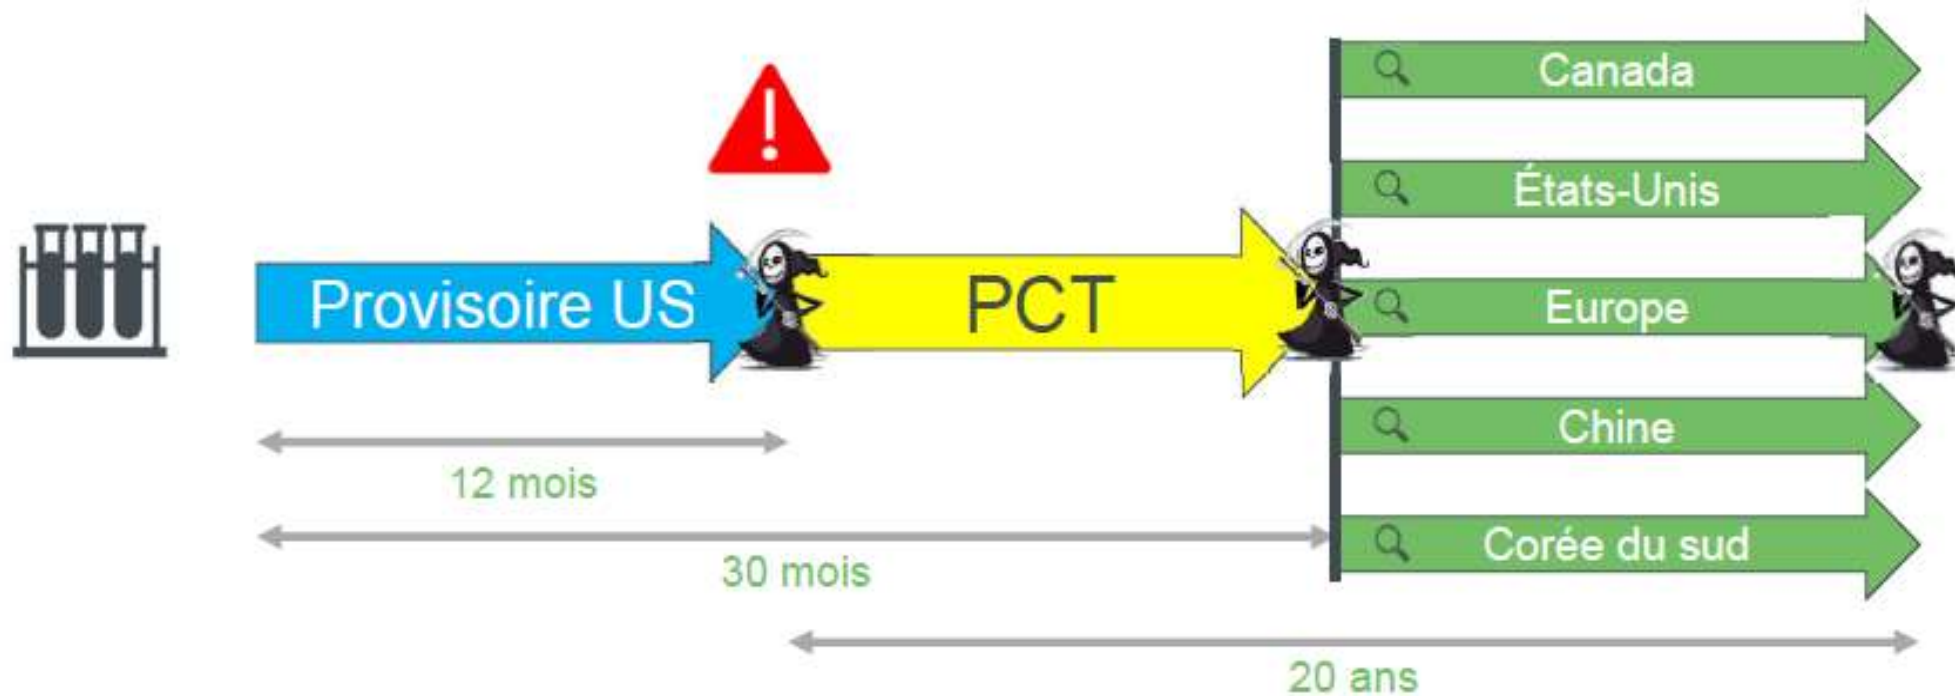 Canada
États-Unis
Provisoire US
PCT
Europe
Chine
12 mois
Corée du sud
30 mois
20 ans